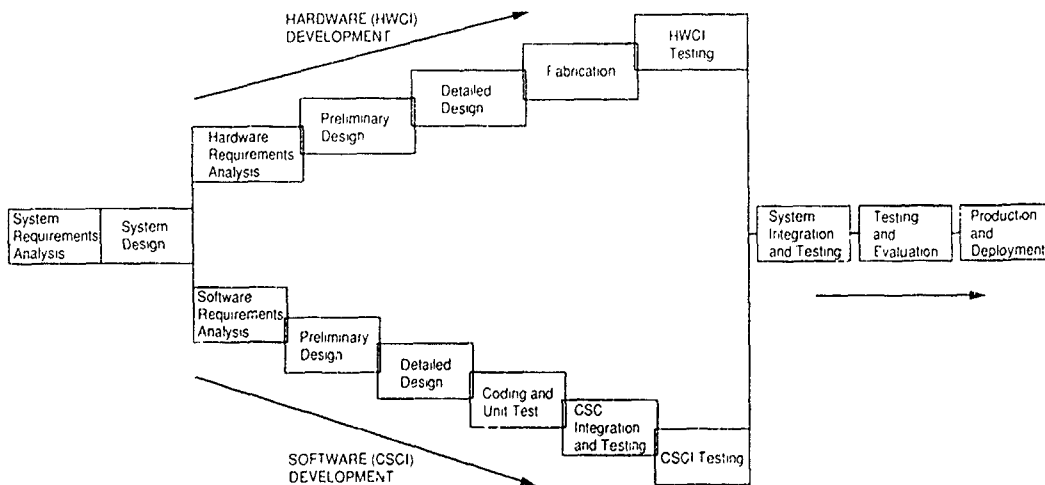 HARDWARE (HWCI)
DEVELOPMENT
HWCI
Testing
Fabrication
Detailed
Design
Preliminary
Design
Hardware
Requirements
Analysis
System
Requirements
Analysis
System
Design
System
Integration
and Testing
Testing
and
Evaluation
Production
and
Deployment
Software
Requirements
Analysis
Preliminary
Design
Detailed
Design
Coding and
Unit Test
CSC
Integration
and Testing
CSCI Testing
SOFTWARE (CSCI)
DEVELOPMENT